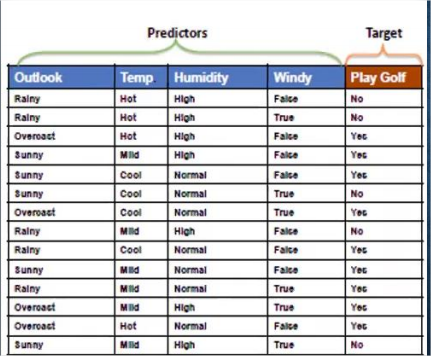 Predictors Target
Outlook Temp. Humidity Windy Play Golf
Rainy Hot High False No
Rainy Hot High True No
Overcast Hot High False Yes
Sunny Mild High False Yes
Sunny Cool Normal False Yes
Sunny Cool Normal True No
Overcast Cool Normal True Yes
Rainy Mild High False No
Rainy Cool Normal False Yes
Sunny Mild Normal False Yes
Rainy Mild Normal True Yes
Overcast Mild High True Yes
Overcast Hot Normal False Yes
Sunny Mild High True No